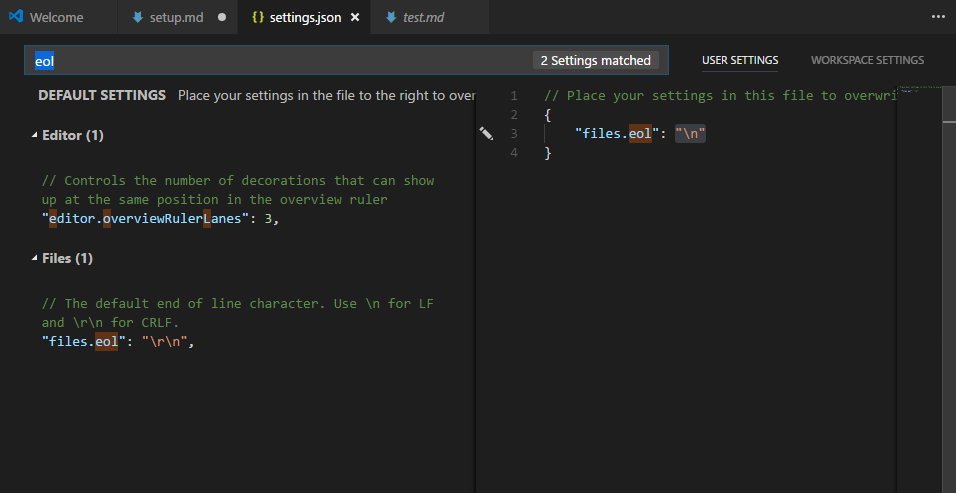 Welcome setup.md settings.json test.md
eol 2 Settings matched USER SETTINGS WORKSPACE SETTINGS
DEFAULT SETTINGS Place your settings in the file to the right to over
Editor (1)
// Controls the number of decorations that can show
up at the same position in the overview ruler
"editor.overviewRulerLanes": 3,
Files (1)
// The default end of line character. Use \n for LF
and \r\n for CRLF.
"files.eol": "\r\n",
1 // Place your settings in this file to overwri
2 {
3 "files.eol": "\n"
4 }